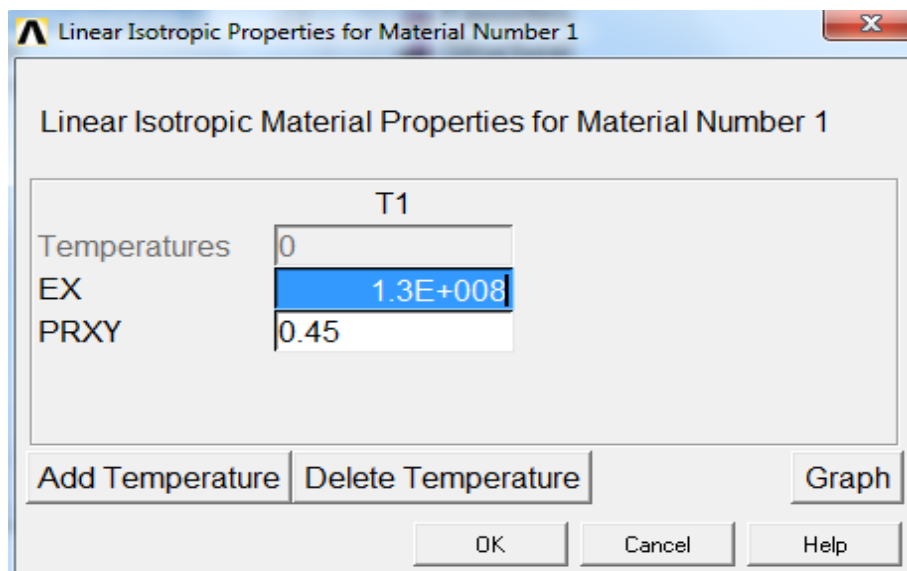 Linear Isotropic Properties for Material Number 1
Linear Isotropic Material Properties for Material Number 1
T1
Temperatures 0
EX 1.3E+008
PRXY 0.45
Add Temperature Delete Temperature Graph
OK Cancel Help